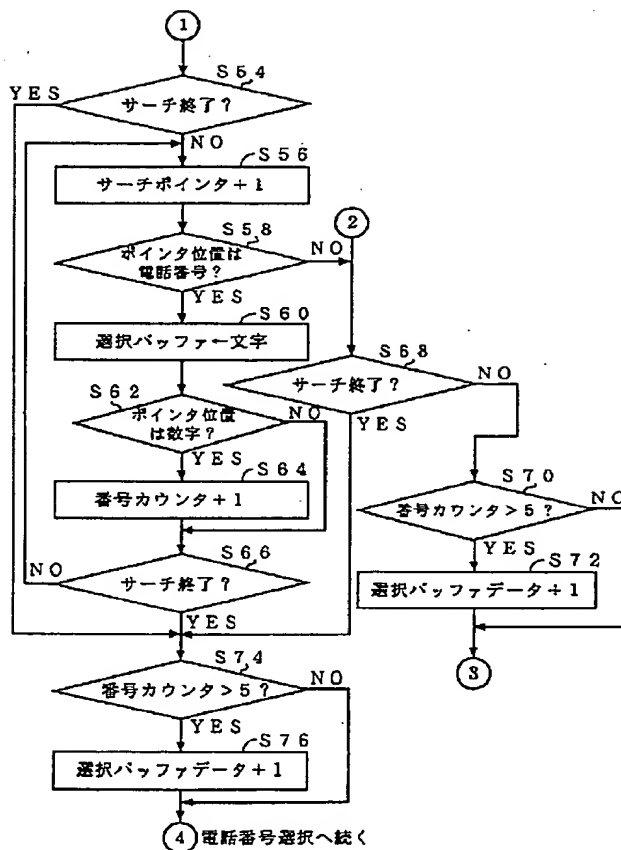 1
S54
YES
サーチ終了?
NO
S56
サーチポインタ+1
2
S58
ポインタ位置は
電話番号?
NO
YES
S60
選択バッファー文字
S68
サーチ終了?
NO
YES
S62
ポインタ位置
は数字?
NO
YES
S64
番号カウンタ+1
S70
番号カウンタ>5?
NO
YES
S66
NO
サーチ終了?
YES
S72
選択バッファデータ+1
3
S74
番号カウンタ>5?
NO
YES
S76
選択バッファデータ+1
4 電話番号選択へ続く